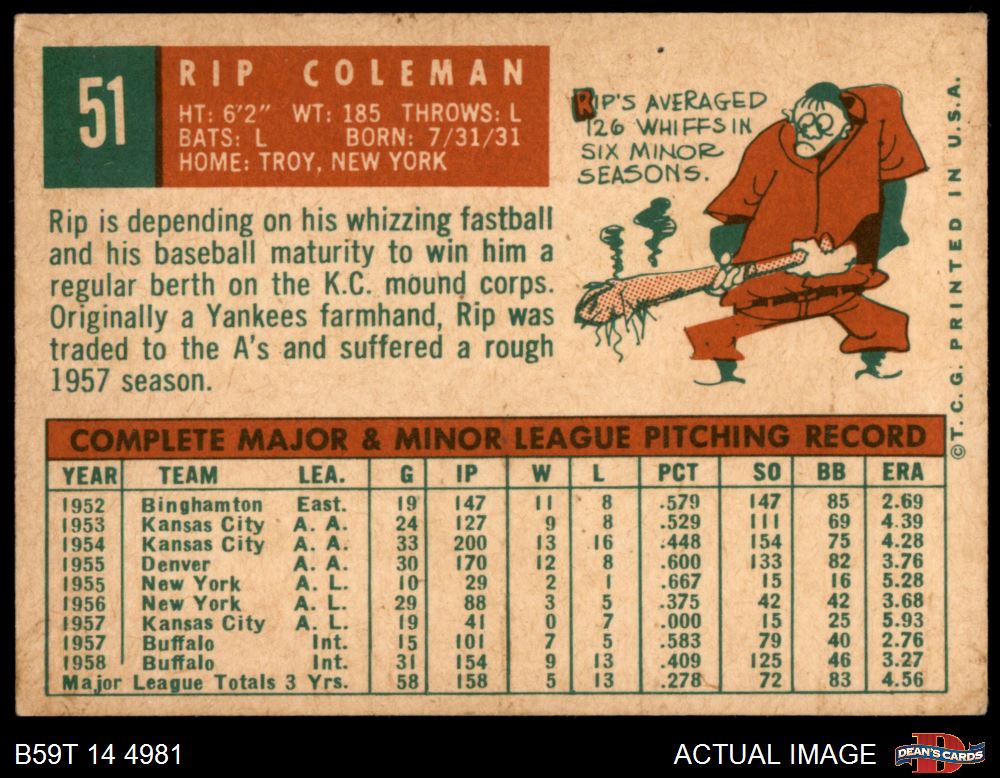 51
RIP COLEMAN
HT: 6'2" WT: 185 THROWS: L
BATS: L BORN: 7/31/31
HOME: TROY, NEW YORK
RIP'S AVERAGED
126 WHIFFS IN
SIX MINOR
SEASONS.
Rip is depending on his whizzing fastball
and his baseball maturity to win him a
regular berth on the K.C. mound corps.
Originally a Yankees farmhand, Rip was
traded to the A's and suffered a rough
1957 season.
©T. C. G. PRINTED IN U.S.A.
COMPLETE MAJOR & MINOR LEAGUE PITCHING RECORD
YEAR TEAM LEA. G IP W L PCT SO BB ERA
1952 Binghamton East. 19 147 11 8 .579 147 85 2.69
1953 Kansas City A. A. 24 127 9 8 .529 111 69 4.39
1954 Kansas City A. A. 33 200 13 16 .448 154 75 4.28
1955 Denver A. A. 30 170 12 8 .600 133 82 3.76
1955 New York A. L. 10 29 2 1 .667 15 16 5.28
1956 New York A. L. 29 88 3 5 .375 42 42 3.68
1957 Kansas City A. L. 19 41 0 7 .000 15 25 5.93
1957 Buffalo Int. 15 101 7 5 .583 79 40 2.76
1958 Buffalo Int. 31 154 9 13 .409 125 46 3.27
Major League Totals 3 Yrs. 58 158 5 13 .278 72 83 4.56
B59T 14 4981
ACTUAL IMAGE
DEAN'S CARDS